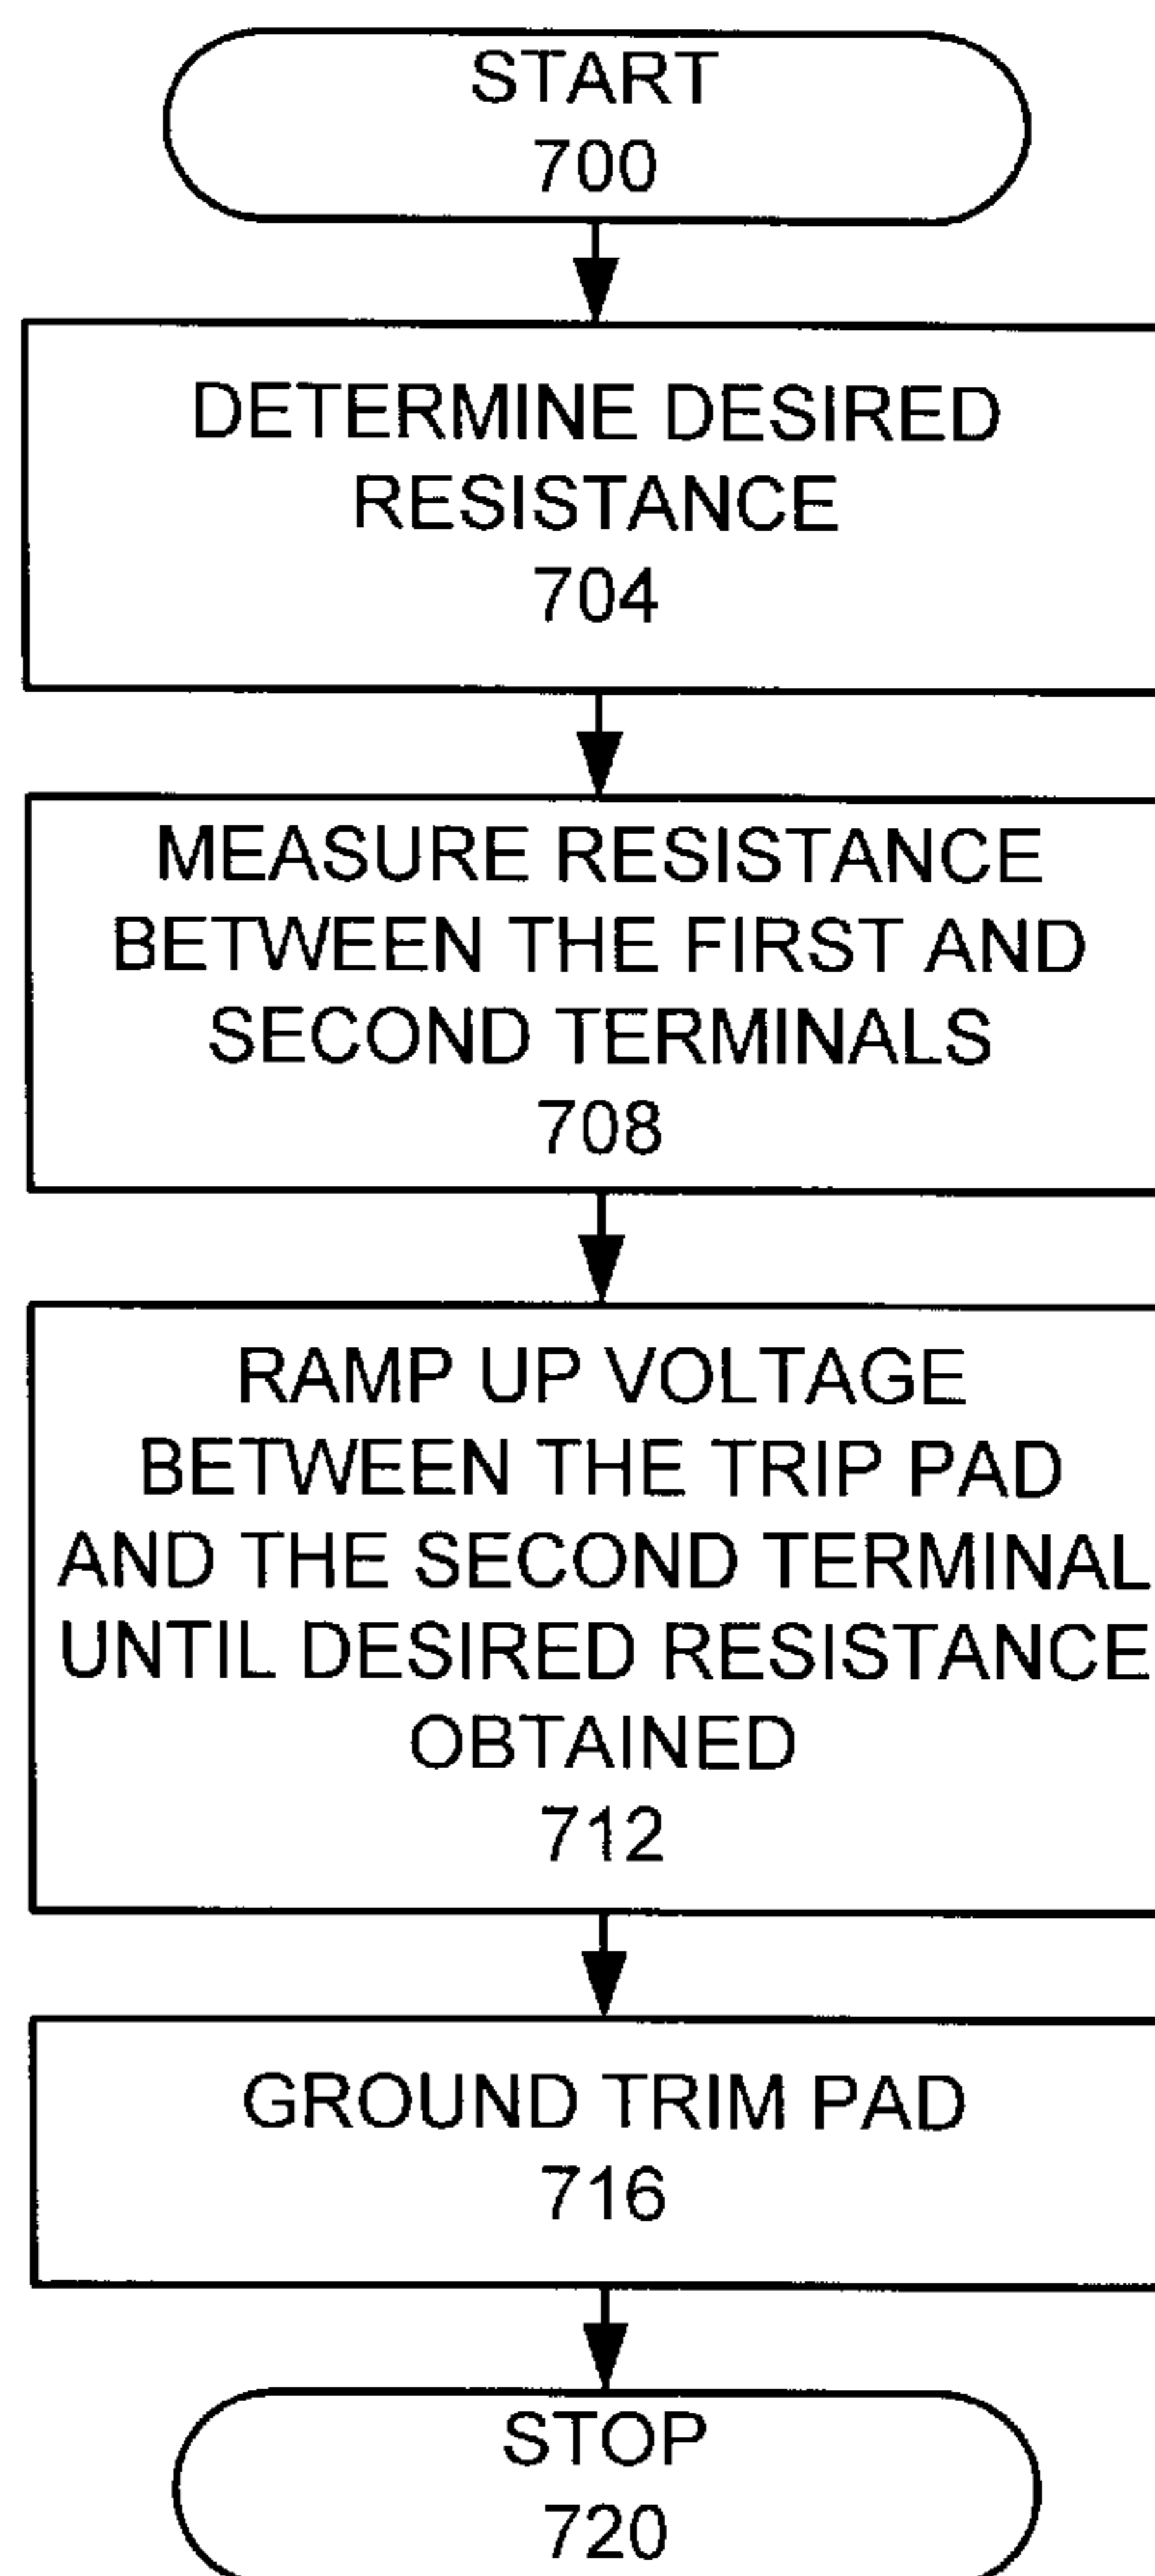 START
700
DETERMINE DESIRED
RESISTANCE
704
MEASURE RESISTANCE
BETWEEN THE FIRST AND
SECOND TERMINALS
708
RAMP UP VOLTAGE
BETWEEN THE TRIP PAD
AND THE SECOND TERMINAL
UNTIL DESIRED RESISTANCE
OBTAINED
712
GROUND TRIM PAD
716
STOP
720